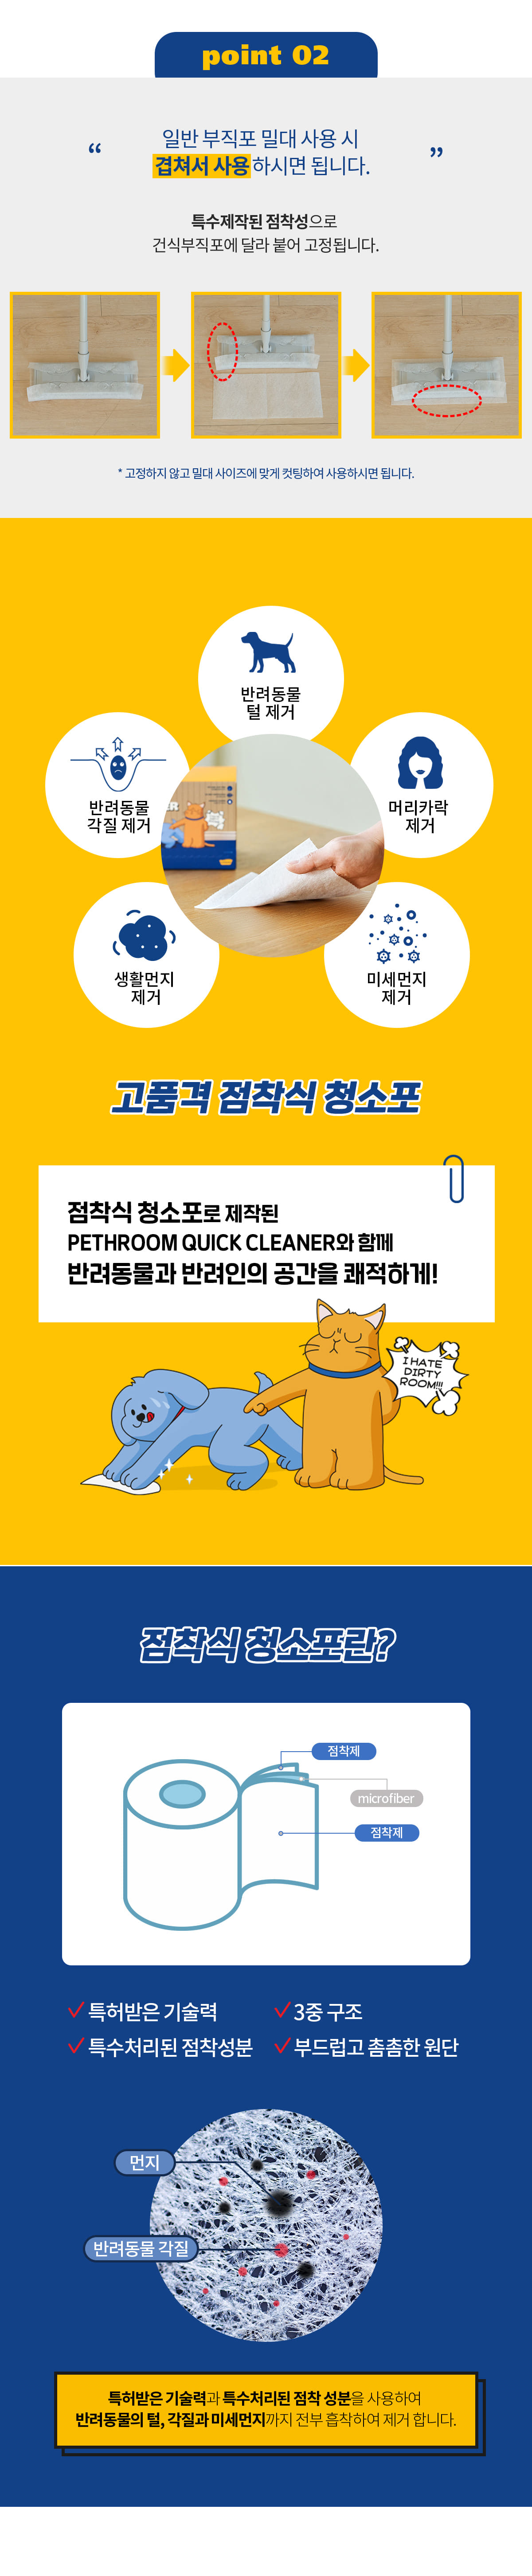 point 02
“ 일반 부직포 밀대 사용 시 ”
겹쳐서 사용하시면 됩니다.
특수제작된 점착성으로
건식부직포에 달라 붙어 고정됩니다.
* 고정하지 않고 밀대 사이즈에 맞게 컷팅하여 사용하시면 됩니다.
반려동물
털 제거
반려동물
각질 제거
머리카락
제거
생활먼지
제거
미세먼지
제거
고품격 점착식 청소포
점착식 청소포로 제작된
PETHROOM QUICK CLEANER와 함께
반려동물과 반려인의 공간을 쾌적하게!
I HATE
DIRTY
ROOM!!!
점착식 청소포란?
점착제
microfiber
점착제
특허받은 기술력
3중 구조
특수처리된 점착성분
부드럽고 촘촘한 원단
먼지
반려동물 각질
특허받은 기술력과 특수처리된 점착 성분을 사용하여
반려동물의 털, 각질과 미세먼지까지 전부 흡착하여 제거 합니다.